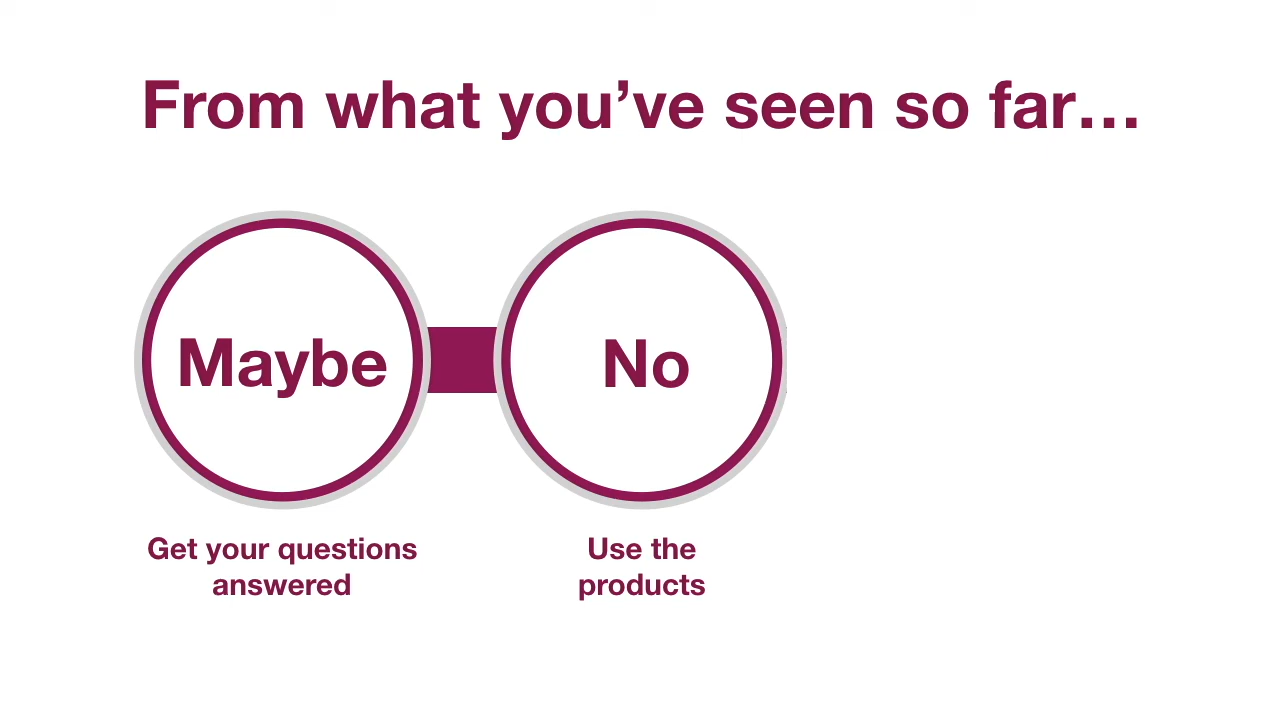 From what you’ve seen so far…
Maybe
No
Get your questions
answered
Use the
products